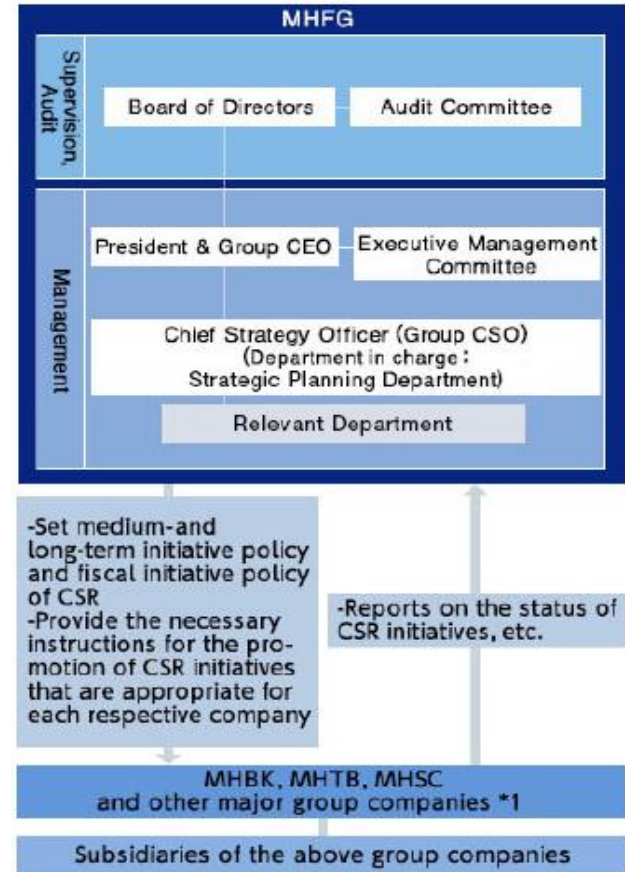 MHFG
Supervision,
Audit
Board of Directors
Audit Committee
Management
President & Group CEO
Executive Management
Committee
Chief Strategy Officer (Group CSO)
(Department in charge:
Strategic Planning Department)
Relevant Department
-Set medium-and
long-term initiative policy
and fiscal initiative policy
of CSR
-Provide the necessary
instructions for the pro-
motion of CSR initiatives
that are appropriate for
each respective company
-Reports on the status of
CSR initiatives, etc.
MHBK, MHTB, MHSC
and other major group companies *1
Subsidiaries of the above group companies